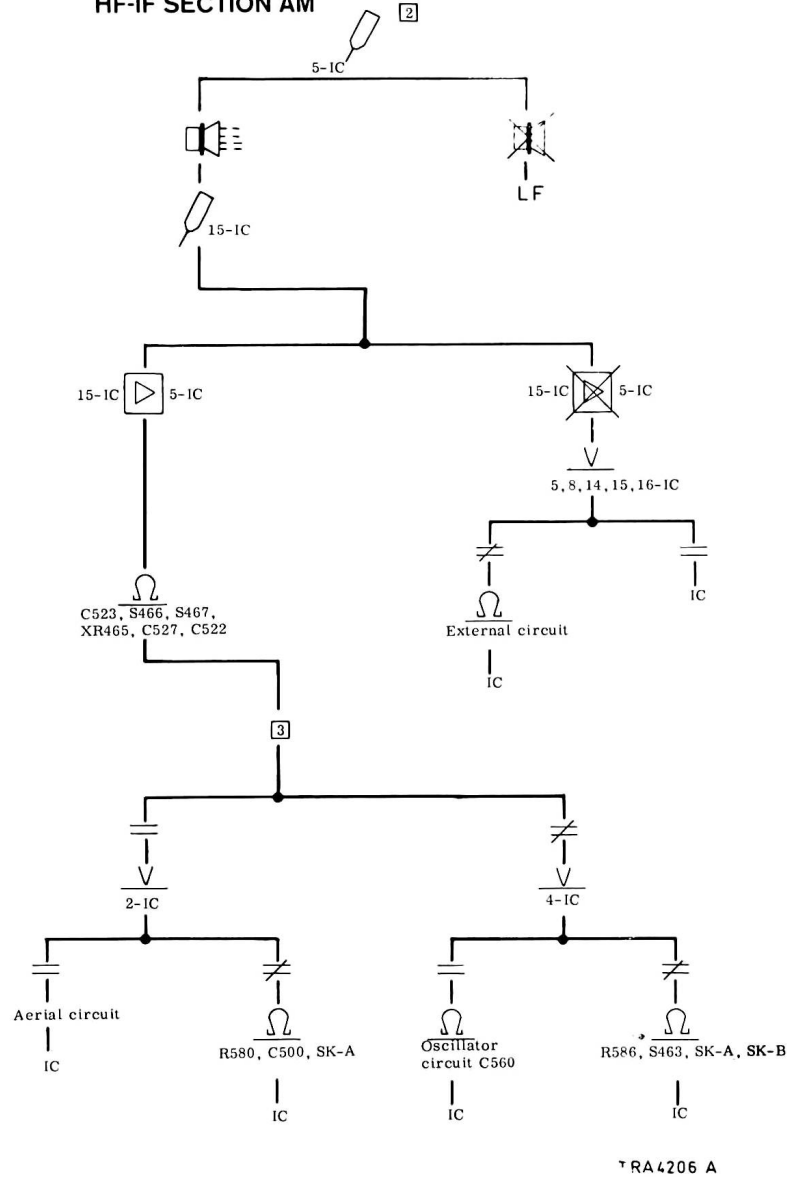 HF-IF SECTION AM
2
5-IC
LF
15-IC
15-IC 5-IC
15-IC 5-IC
5,8,14,15,16-IC
IC
C523, S466, S467,
XR465, C527, C522
External circuit
IC
3
2-IC
4-IC
Aerial circuit
IC
R580, C500, SK-A
IC
Oscillator
circuit C560
IC
R586, S463, SK-A, SK-B
IC
TRA4206 A